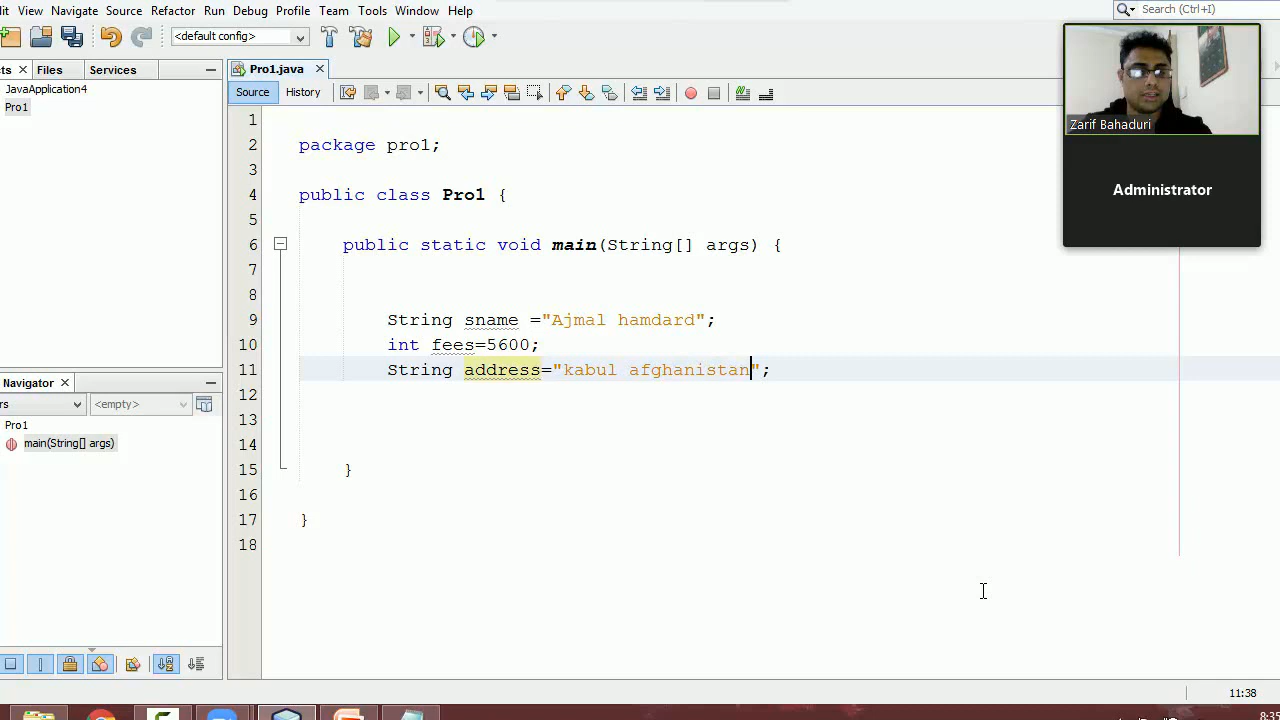 it View Navigate Source Refactor Run Debug Profile Team Tools Window Help
Search (Ctrl+I)
<default config>
ts Files Services
Pro1.java
JavaApplication4
Pro1
Source History
Zarif Bahaduri
Administrator
1
2 package pro1;
3
4 public class Pro1 {
5
6 public static void main(String[] args) {
7
8
9 String sname ="Ajmal hamdard";
10 int fees=5600;
11 String address="kabul afghanistan";
12
13
14
15 }
16
17 }
18
Navigator
rs <empty>
Pro1
main(String[] args)
11:38
8:35